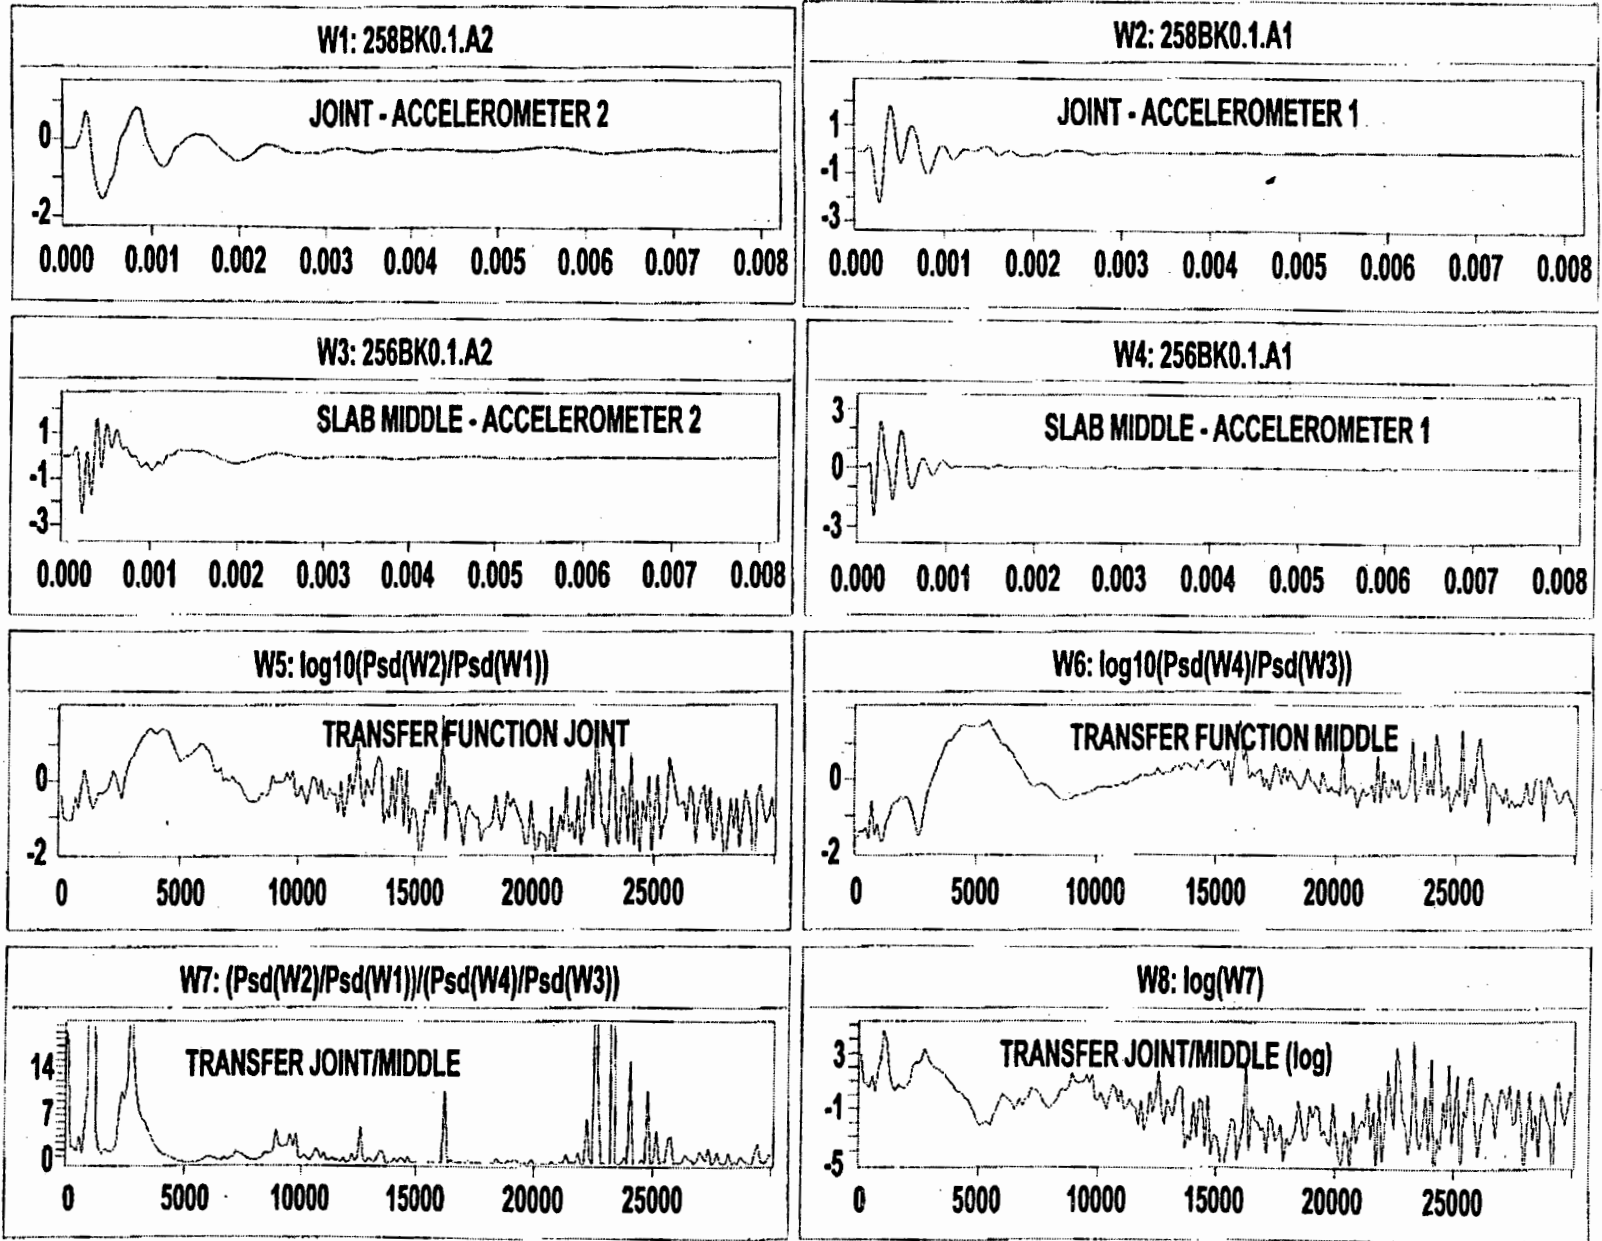 W1: 258BK0.1.A2
JOINT - ACCELEROMETER 2
0
-2
0.000 0.001 0.002 0.003 0.004 0.005 0.006 0.007 0.008
W2: 258BK0.1.A1
JOINT - ACCELEROMETER 1
1
-1
-3
0.000 0.001 0.002 0.003 0.004 0.005 0.006 0.007 0.008
W3: 256BK0.1.A2
SLAB MIDDLE - ACCELEROMETER 2
1
-1
-3
0.000 0.001 0.002 0.003 0.004 0.005 0.006 0.007 0.008
W4: 256BK0.1.A1
3
SLAB MIDDLE - ACCELEROMETER 1
0
-3
0.000 0.001 0.002 0.003 0.004 0.005 0.006 0.007 0.008
W5: log10(Psd(W2)/Psd(W1))
TRANSFER FUNCTION JOINT
0
-2
0 5000 10000 15000 20000 25000
W6: log10(Psd(W4)/Psd(W3))
TRANSFER FUNCTION MIDDLE
0
-2
0 5000 10000 15000 20000 25000
W7: (Psd(W2)/Psd(W1))/(Psd(W4)/Psd(W3))
TRANSFER JOINT/MIDDLE
14
7
0
0 5000 10000 15000 20000 25000
W8: log(W7)
TRANSFER JOINT/MIDDLE (log)
3
-1
-5
0 5000 10000 15000 20000 25000